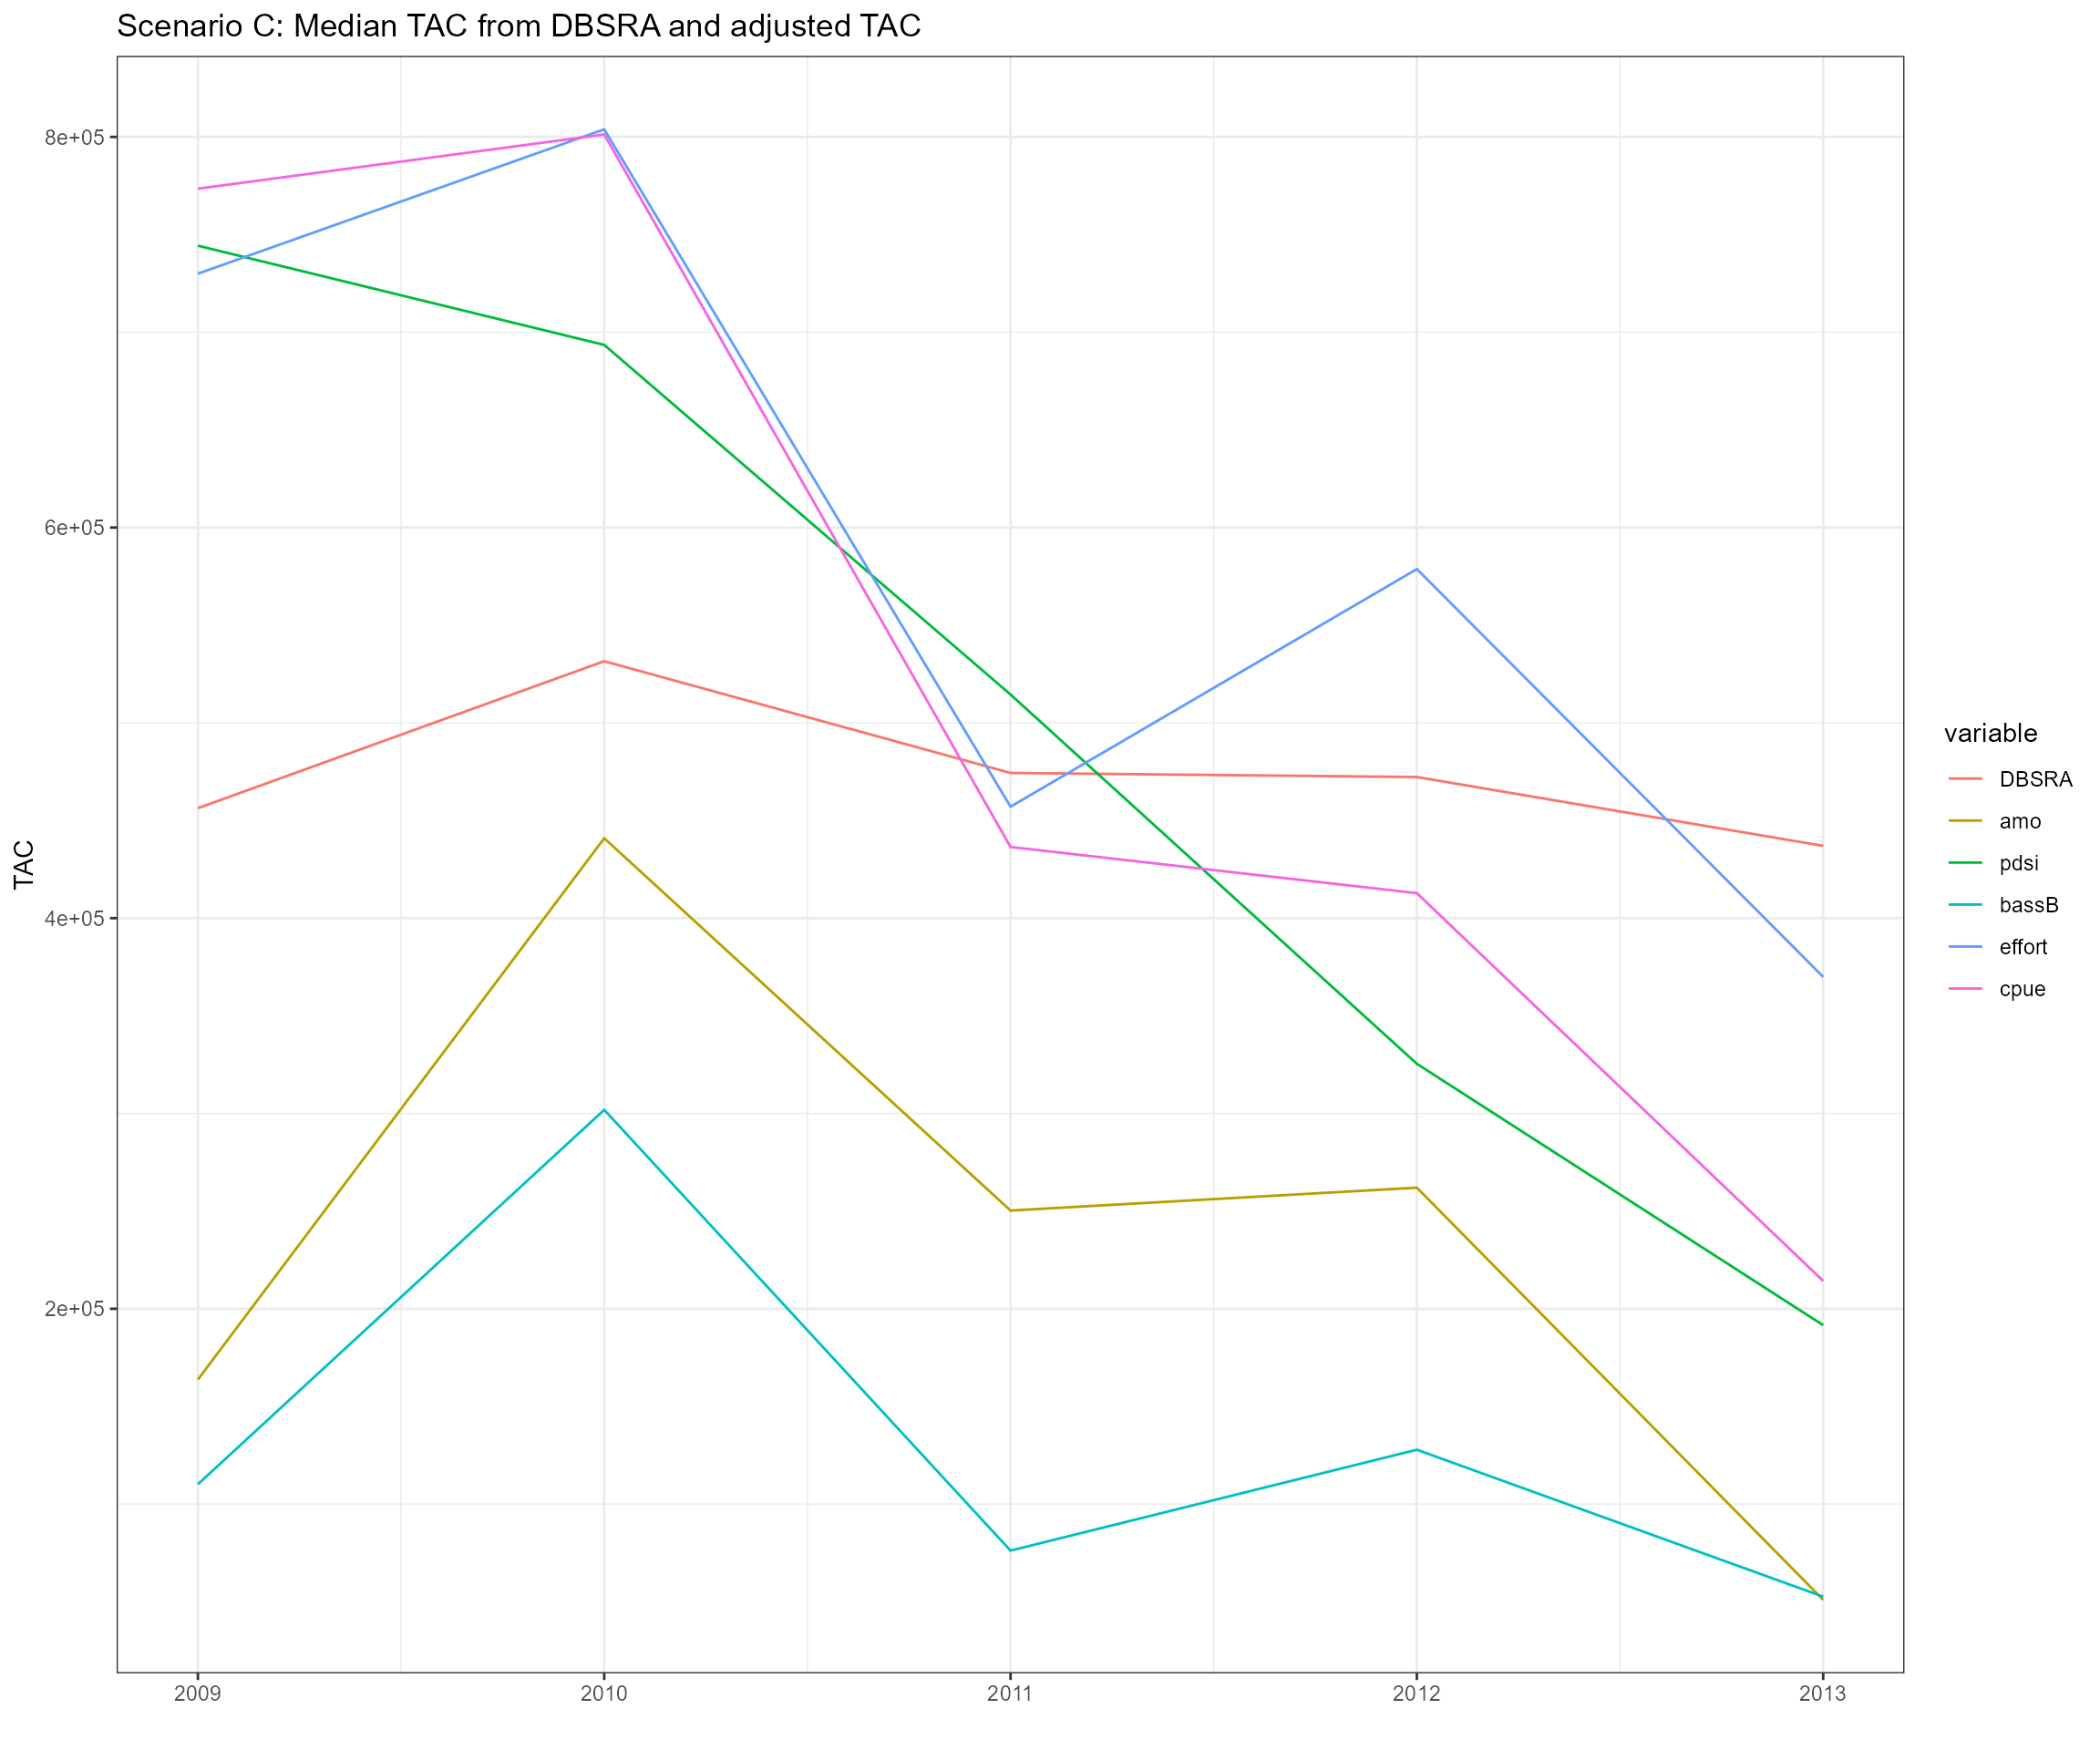 Scenario C: Median TAC from DBSRA and adjusted TAC
8e+05
6e+05
4e+05
2e+05
TAC
2009
2010
2011
2012
2013
variable
DBSRA
amo
pdsi
bassB
effort
cpue